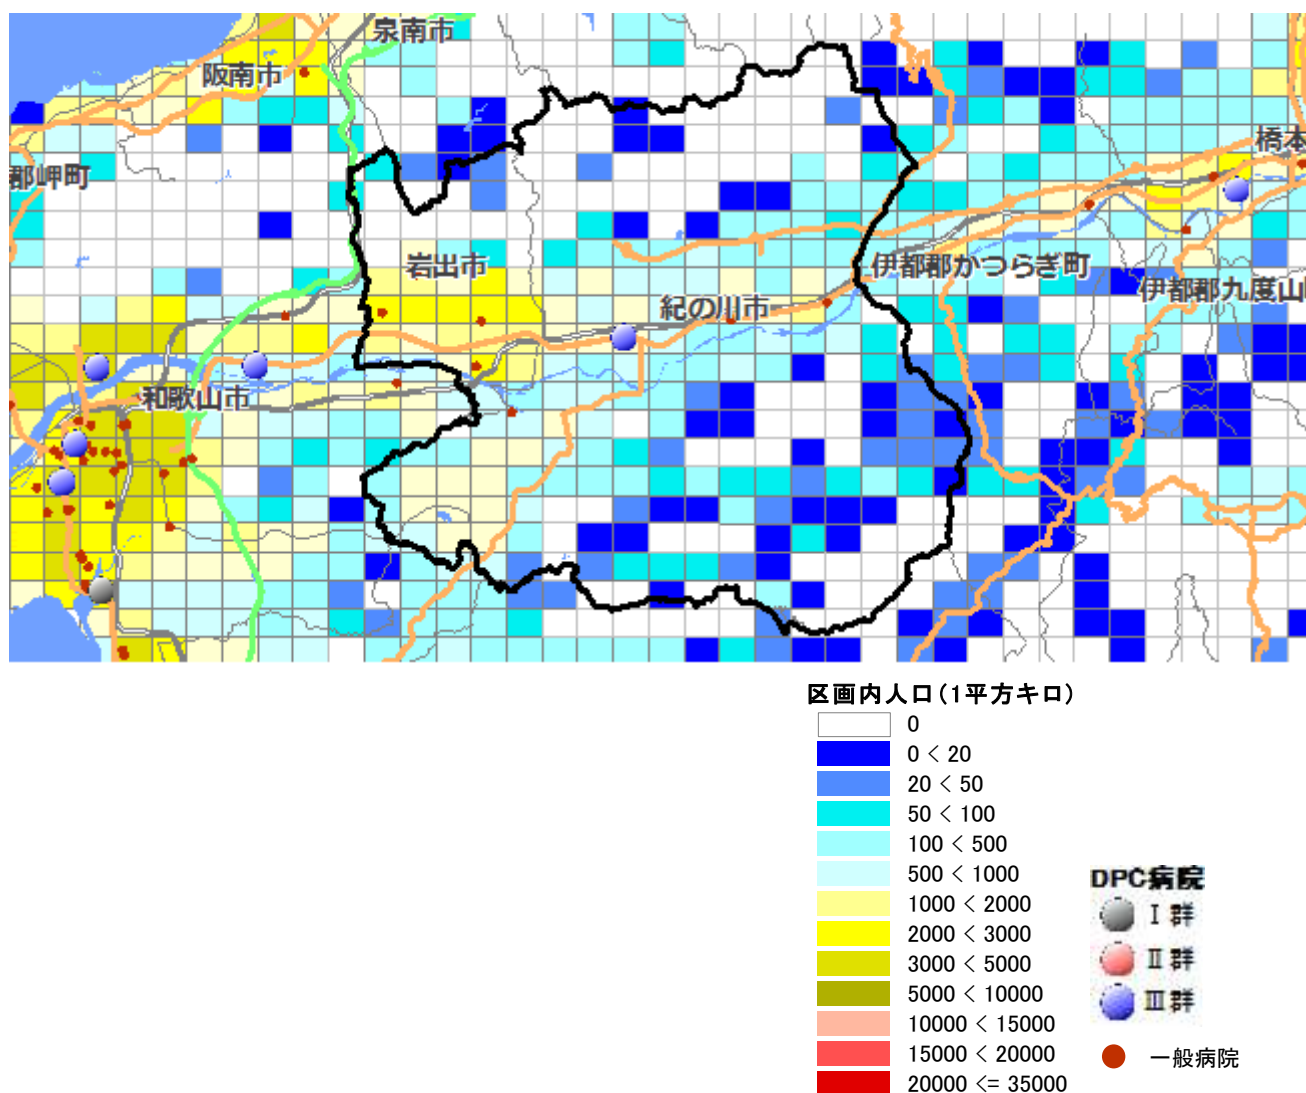 泉南市
阪南市
橋本
郡岬町
岩出市
伊都郡かつらぎ町
伊都郡九度山
紀の川市
和歌山市
区画内人口(1平方キロ)
0
0 < 20
20 < 50
50 < 100
100 < 500
500 < 1000
1000 < 2000
2000 < 3000
3000 < 5000
5000 < 10000
10000 < 15000
15000 < 20000
20000 <= 35000
DPC病院
Ⅰ群
Ⅱ群
Ⅲ群
一般病院